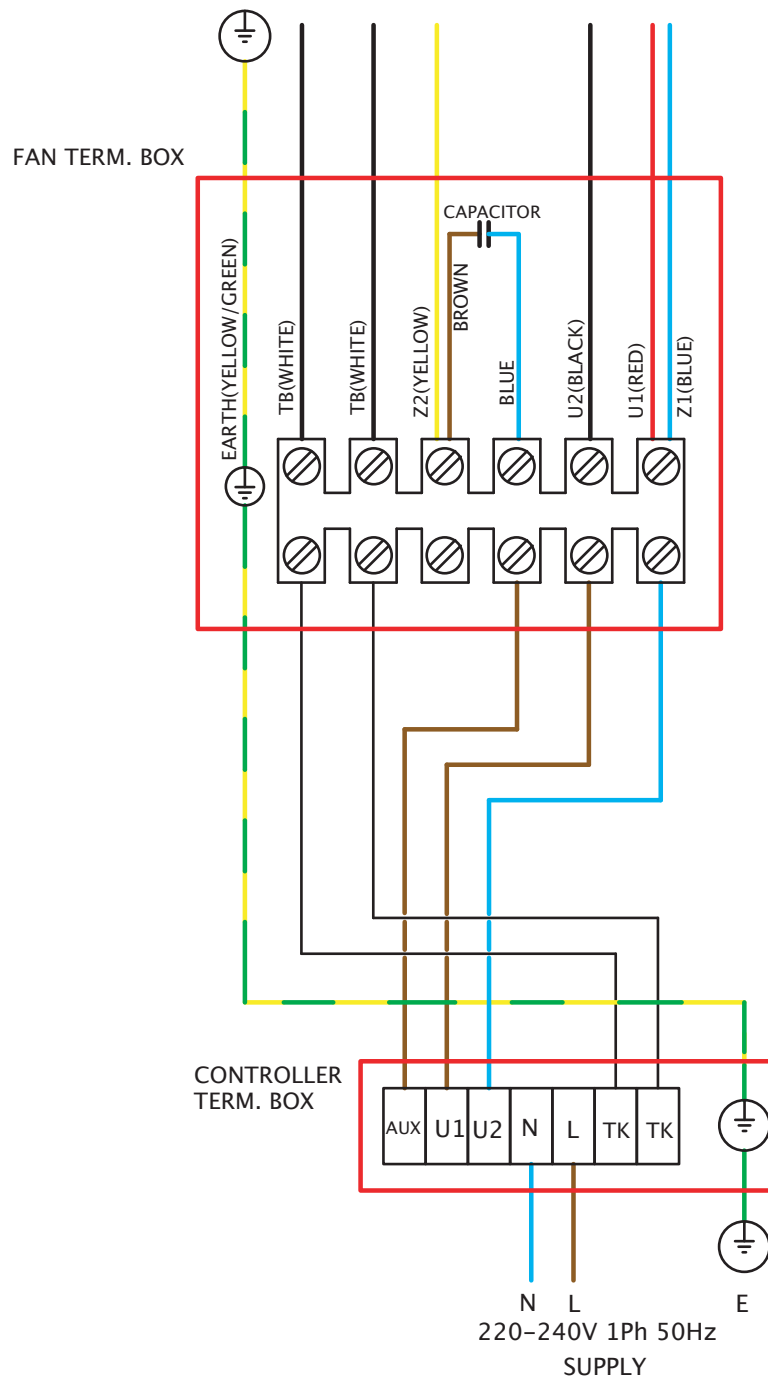 FAN TERM. BOX
CAPACITOR
EARTH(YELLOW/GREEN)
TB(WHITE)
TB(WHITE)
Z2(YELLOW)
BROWN
BLUE
U2(BLACK)
U1(RED)
Z1(BLUE)
CONTROLLER
TERM. BOX
AUX U1 U2 N L TK TK
N L E
220-240V 1Ph 50Hz
SUPPLY